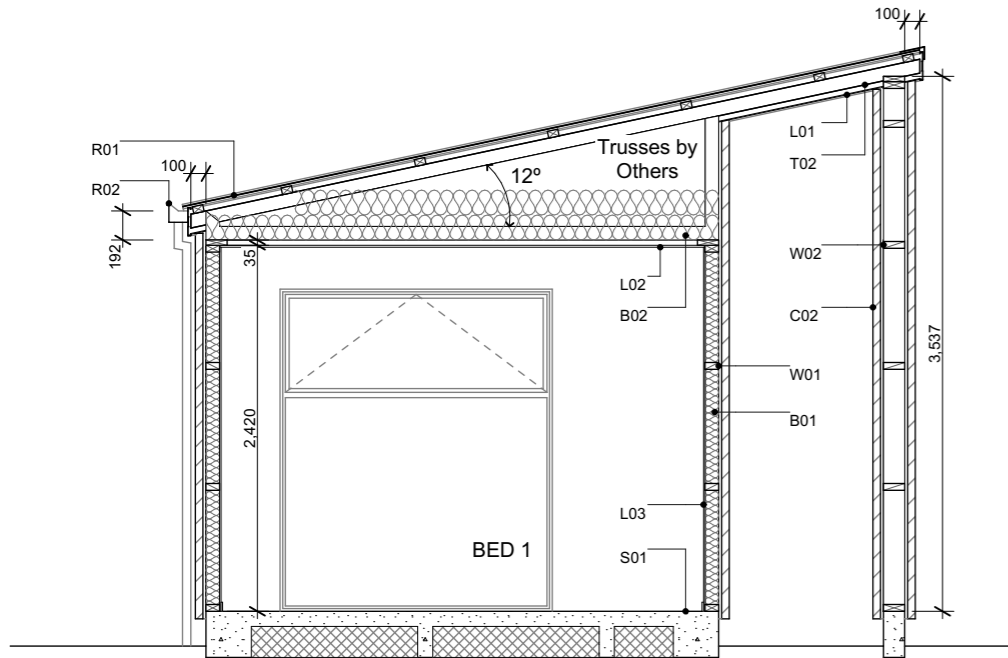 100
R01
100
R02
192
35
12º
Trusses by
Others
L01
T02
L02
B02
W02
C02
3,537
W01
B01
2,420
L03
S01
BED 1